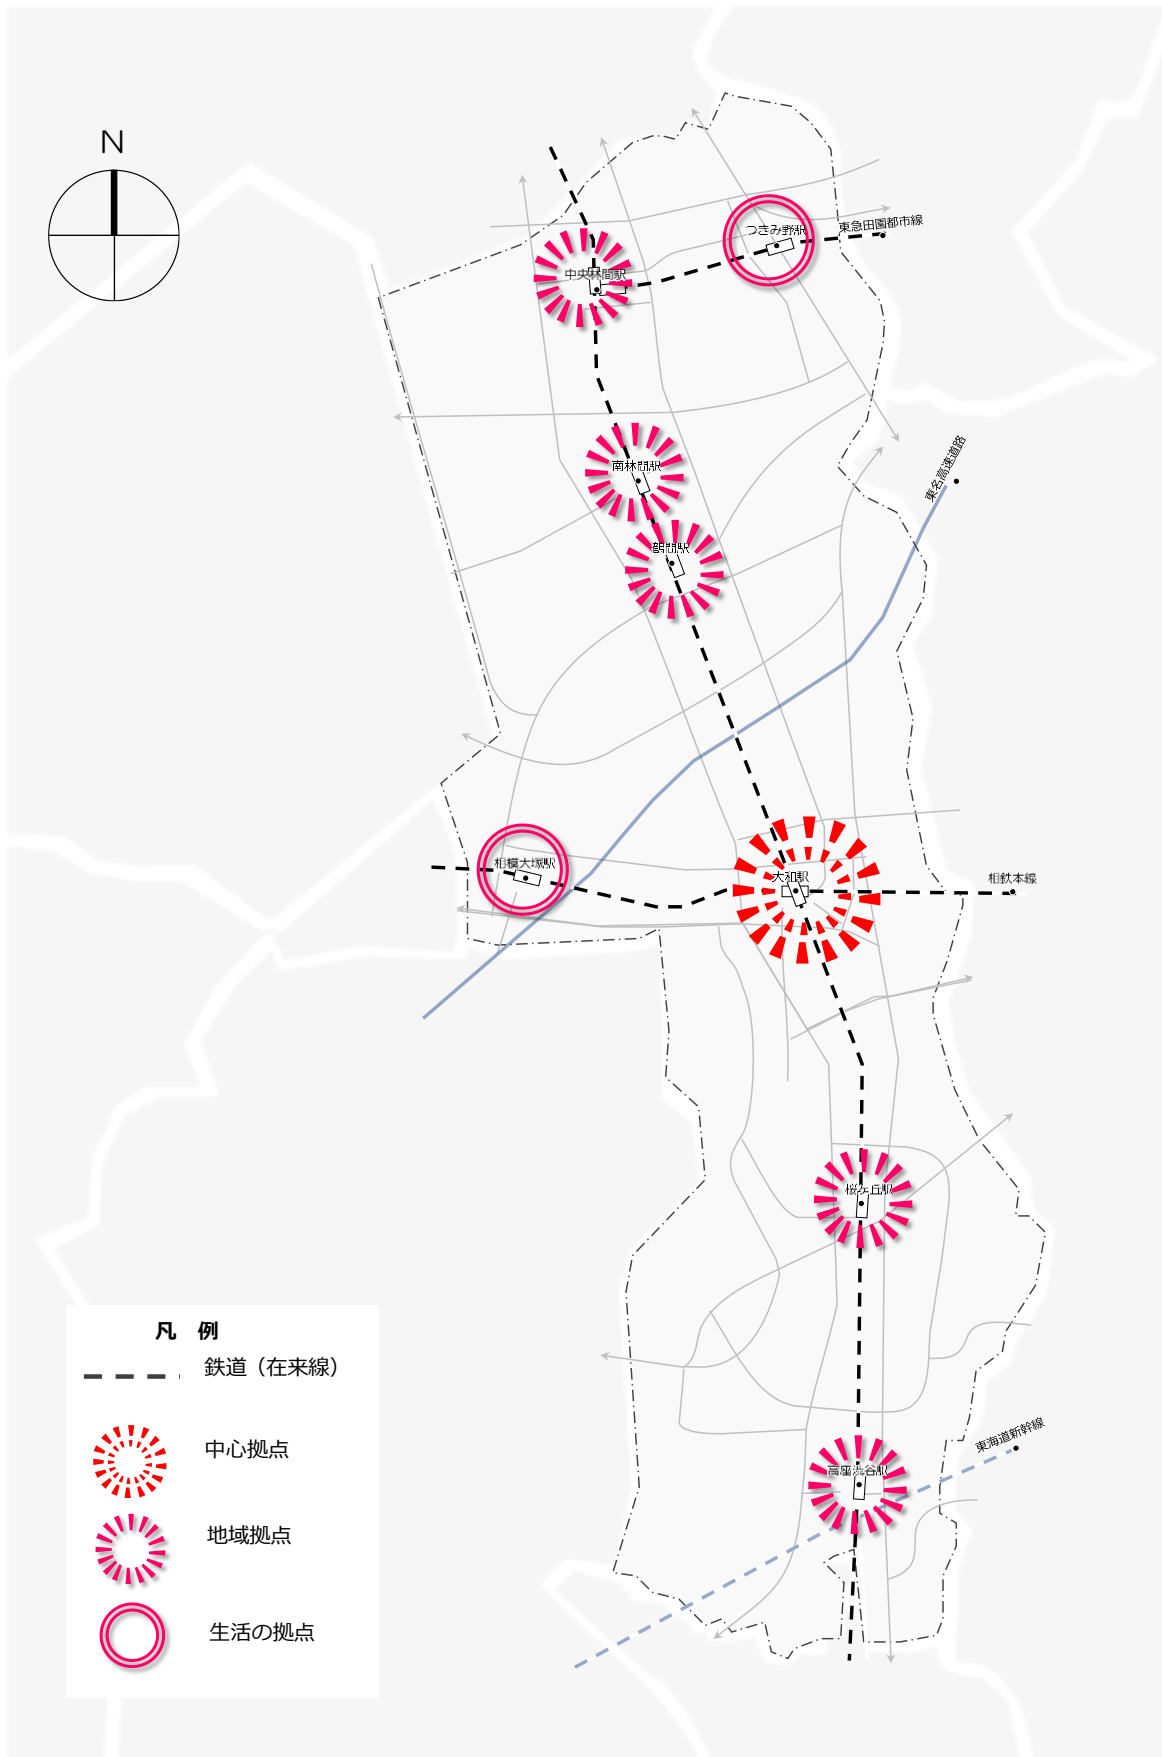 N
つきみ野駅
東急田園都市線
中央林間駅
南林間駅
東名高速道路
鶴間駅
相模大塚駅
大和駅
相鉄本線
桜ヶ丘駅
高座渋谷駅
東海道新幹線
凡 例
鉄道（在来線）
中心拠点
地域拠点
生活の拠点